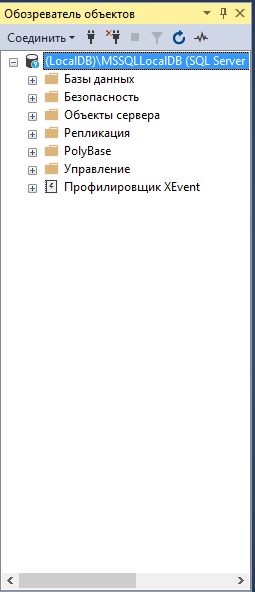 Обозреватель объектов
Соединить
(LocalDB)\MSSQLLocalDB (SQL Server
Базы данных
Безопасность
Объекты сервера
Репликация
PolyBase
Управление
Профилировщик XEvent